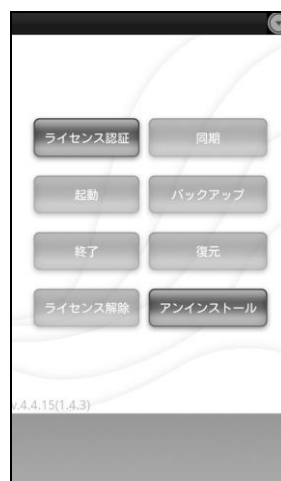 ライセンス認証 同期
起動 バックアップ
終了 復元
ライセンス解除 アンインストール
v.4.4.15(1.4.3)